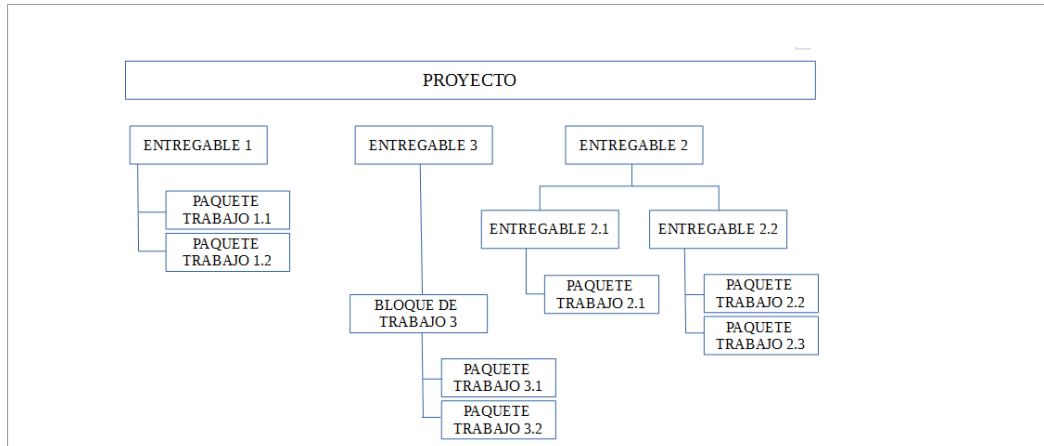 PROYECTO
ENTREGABLE 1
ENTREGABLE 3
ENTREGABLE 2
PAQUETE
TRABAJO 1.1
PAQUETE
TRABAJO 1.2
ENTREGABLE 2.1
ENTREGABLE 2.2
PAQUETE
TRABAJO 2.1
PAQUETE
TRABAJO 2.2
PAQUETE
TRABAJO 2.3
BLOQUE DE
TRABAJO 3
PAQUETE
TRABAJO 3.1
PAQUETE
TRABAJO 3.2